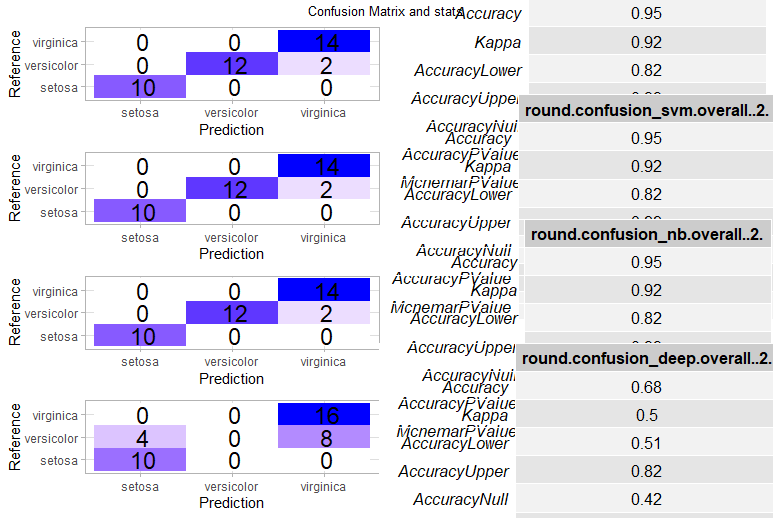 Confusion Matrix and stats
Reference
virginica 0 0 14
versicolor 0 12 2
setosa 10 0 0
setosa versicolor virginica
Prediction
Accuracy 0.95
Kappa 0.92
AccuracyLower 0.82
AccuracyUpper
round.confusion_svm.overall..2.
AccuracyNull
Reference
virginica 0 0 14
versicolor 0 12 2
setosa 10 0 0
setosa versicolor virginica
Prediction
Accuracy 0.95
AccuracyPValue
Kappa 0.92
McnemarPValue
AccuracyLower 0.82
AccuracyUpper
round.confusion_nb.overall..2.
AccuracyNull
Reference
virginica 0 0 14
versicolor 0 12 2
setosa 10 0 0
setosa versicolor virginica
Prediction
Accuracy 0.95
AccuracyPValue
Kappa 0.92
McnemarPValue
AccuracyLower 0.82
AccuracyUpper
round.confusion_deep.overall..2.
AccuracyNull
Reference
virginica 0 0 16
versicolor 4 0 8
setosa 10 0 0
setosa versicolor virginica
Prediction
Accuracy 0.68
AccuracyPValue
Kappa 0.5
McnemarPValue
AccuracyLower 0.51
AccuracyUpper 0.82
AccuracyNull 0.42